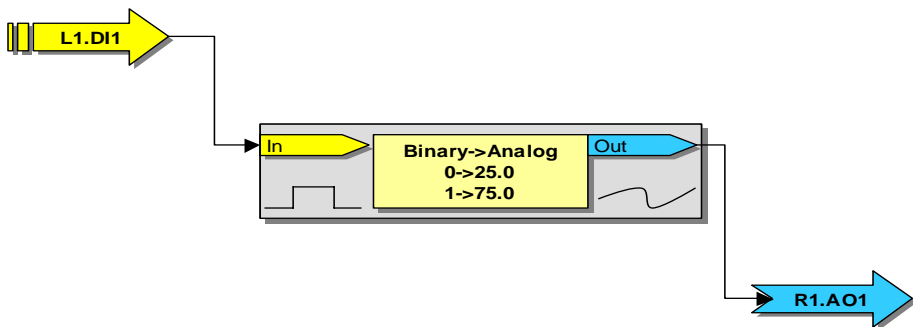 L1.DI1
In
Binary->Analog
0->25.0
1->75.0
Out
R1.AO1